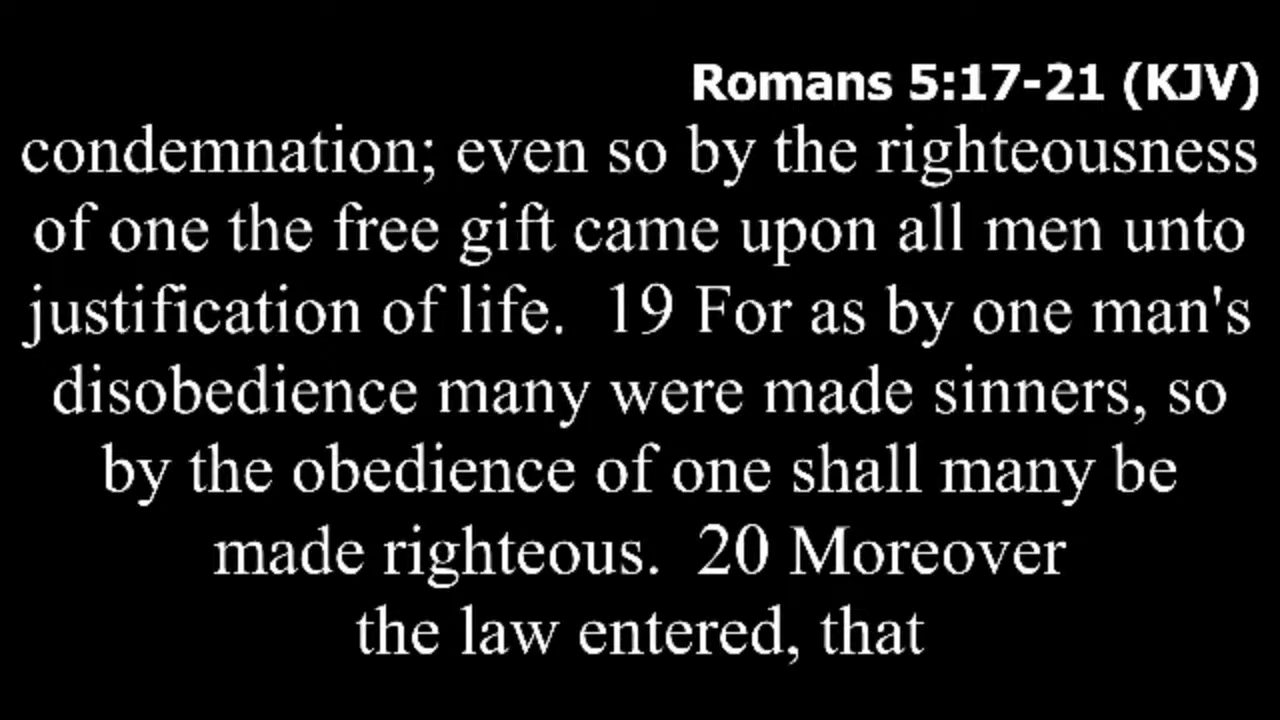 Romans 5:17-21 (KJV)
condemnation; even so by the righteousness
of one the free gift came upon all men unto
justification of life.  19 For as by one man's
disobedience many were made sinners, so
by the obedience of one shall many be
made righteous.  20 Moreover
the law entered, that